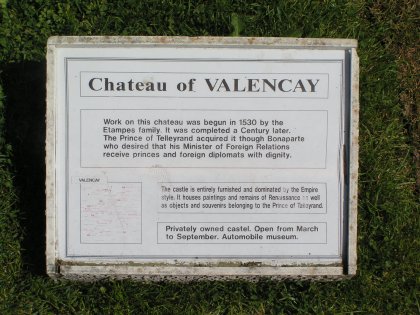 Chateau of VALENCAY
Work on this chateau was begun in 1530 by the
Etampes family. It was completed a Century later.
The Prince of Telleyrand acquired it though Bonaparte
who desired that his Minister of Foreign Relations
receive princes and foreign diplomats with dignity.
VALENCAY
The castle is entirely furnished and dominated by the Empire
style. It houses paintings and remains of Renaissance as well
as objects and souvenirs belonging to the Prince of Talleyrand.
Privately owned castel. Open from March
to September. Automobile museum.